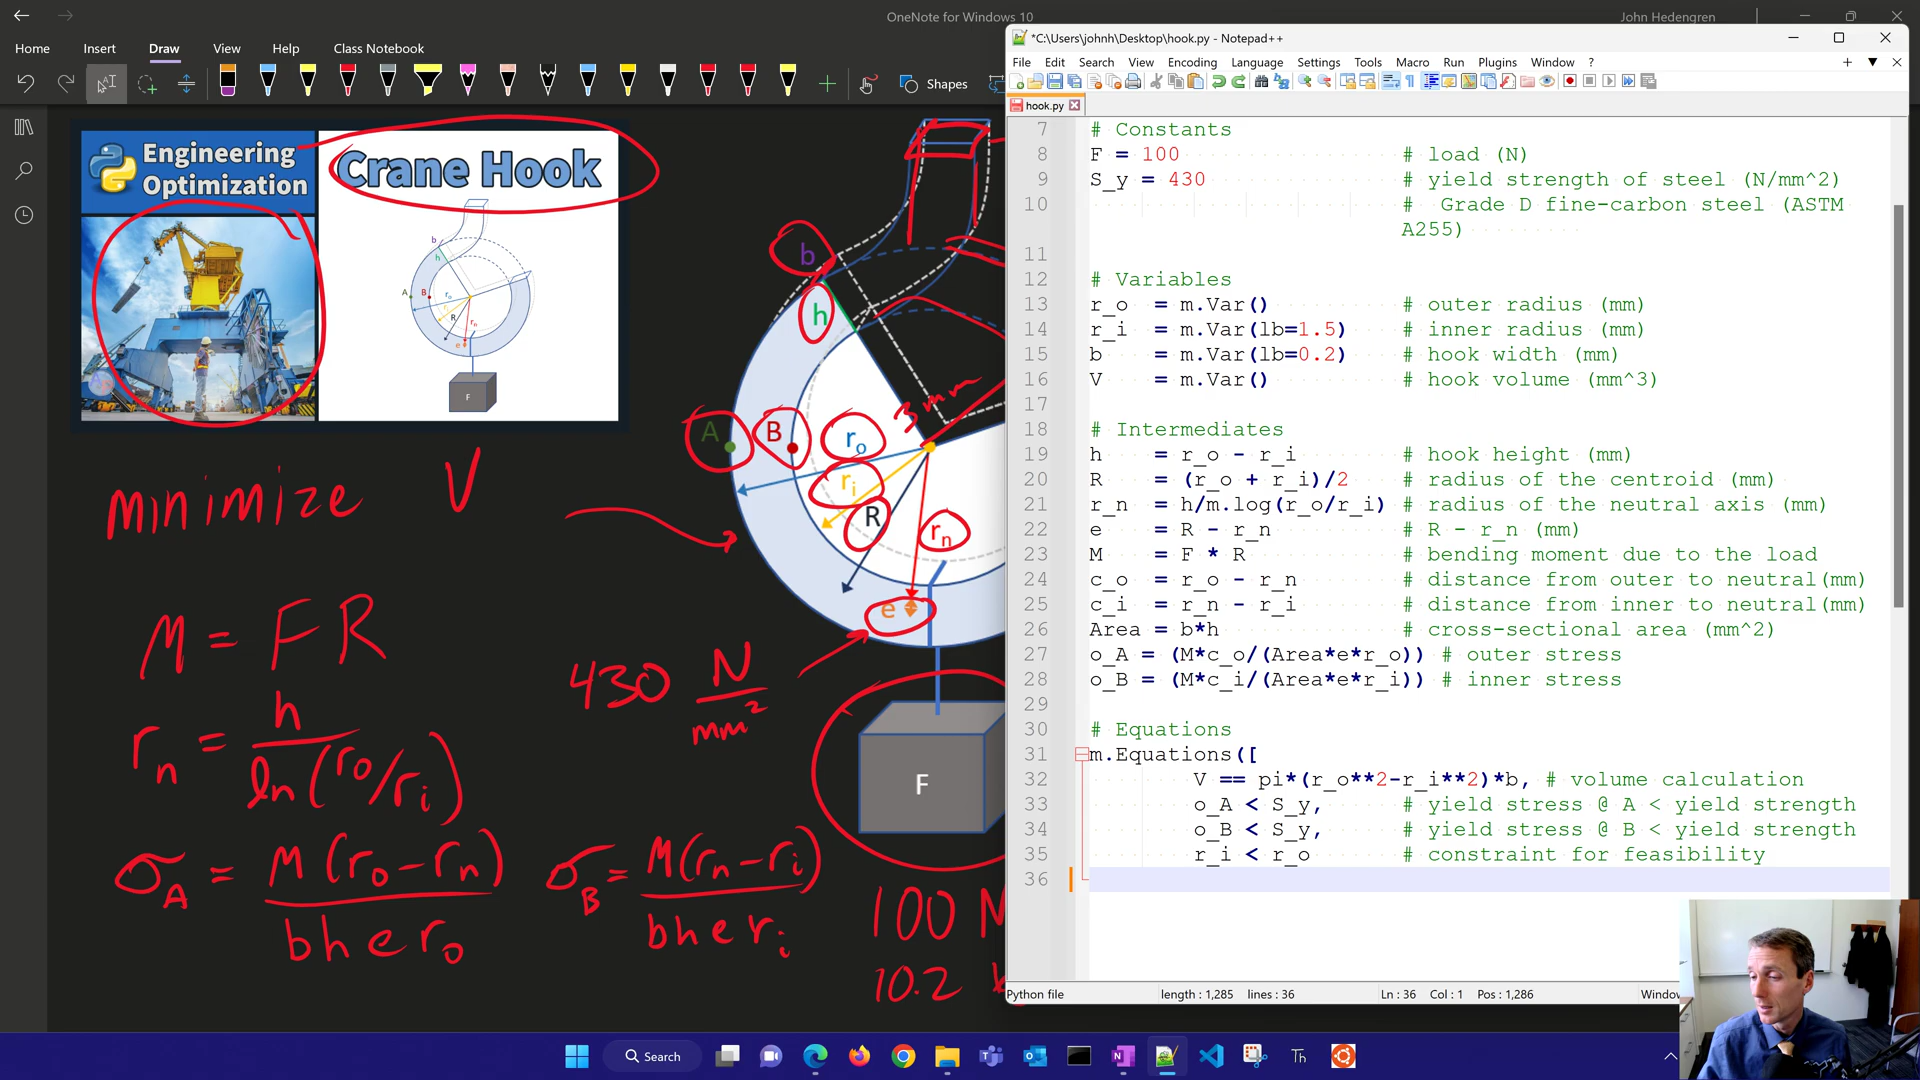 OneNote for Windows 10
John Hedengren
Home Insert Draw View Help Class Notebook
Shapes
Engineering
Optimization
Crane Hook
b
h
A
B
r_o
R
r_n
e
F
minimize V
M = F R
r_n = h / ln(r_o/r_i)
σ_A = M(r_o - r_n) / b h e r_o
σ_B = M(r_n - r_i) / b h e r_i
430 N/mm²
b
h
3 mm
A
B
r_o
r_i
R
r_n
e
F
100 N
10.2
*C:\Users\johnh\Desktop\hook.py - Notepad++
File Edit Search View Encoding Language Settings Tools Macro Run Plugins Window ?
hook.py
7 # Constants
8 F = 100 # load (N)
9 S_y = 430 # yield strength of steel (N/mm^2)
10 # Grade D fine-carbon steel (ASTM
A255)
11
12 # Variables
13 r_o = m.Var() # outer radius (mm)
14 r_i = m.Var(lb=1.5) # inner radius (mm)
15 b = m.Var(lb=0.2) # hook width (mm)
16 V = m.Var() # hook volume (mm^3)
17
18 # Intermediates
19 h = r_o - r_i # hook height (mm)
20 R = (r_o + r_i)/2 # radius of the centroid (mm)
21 r_n = h/m.log(r_o/r_i) # radius of the neutral axis (mm)
22 e = R - r_n # R - r_n (mm)
23 M = F * R # bending moment due to the load
24 c_o = r_o - r_n # distance from outer to neutral(mm)
25 c_i = r_n - r_i # distance from inner to neutral(mm)
26 Area = b*h # cross-sectional area (mm^2)
27 o_A = (M*c_o/(Area*e*r_o)) # outer stress
28 o_B = (M*c_i/(Area*e*r_i)) # inner stress
29
30 # Equations
31 m.Equations([
32 V == pi*(r_o**2-r_i**2)*b, # volume calculation
33 o_A < S_y, # yield stress @ A < yield strength
34 o_B < S_y, # yield stress @ B < yield strength
35 r_i < r_o # constraint for feasibility
36
Python file length : 1,285 lines : 36 Ln : 36 Col : 1 Pos : 1,286 Window
Search
Th